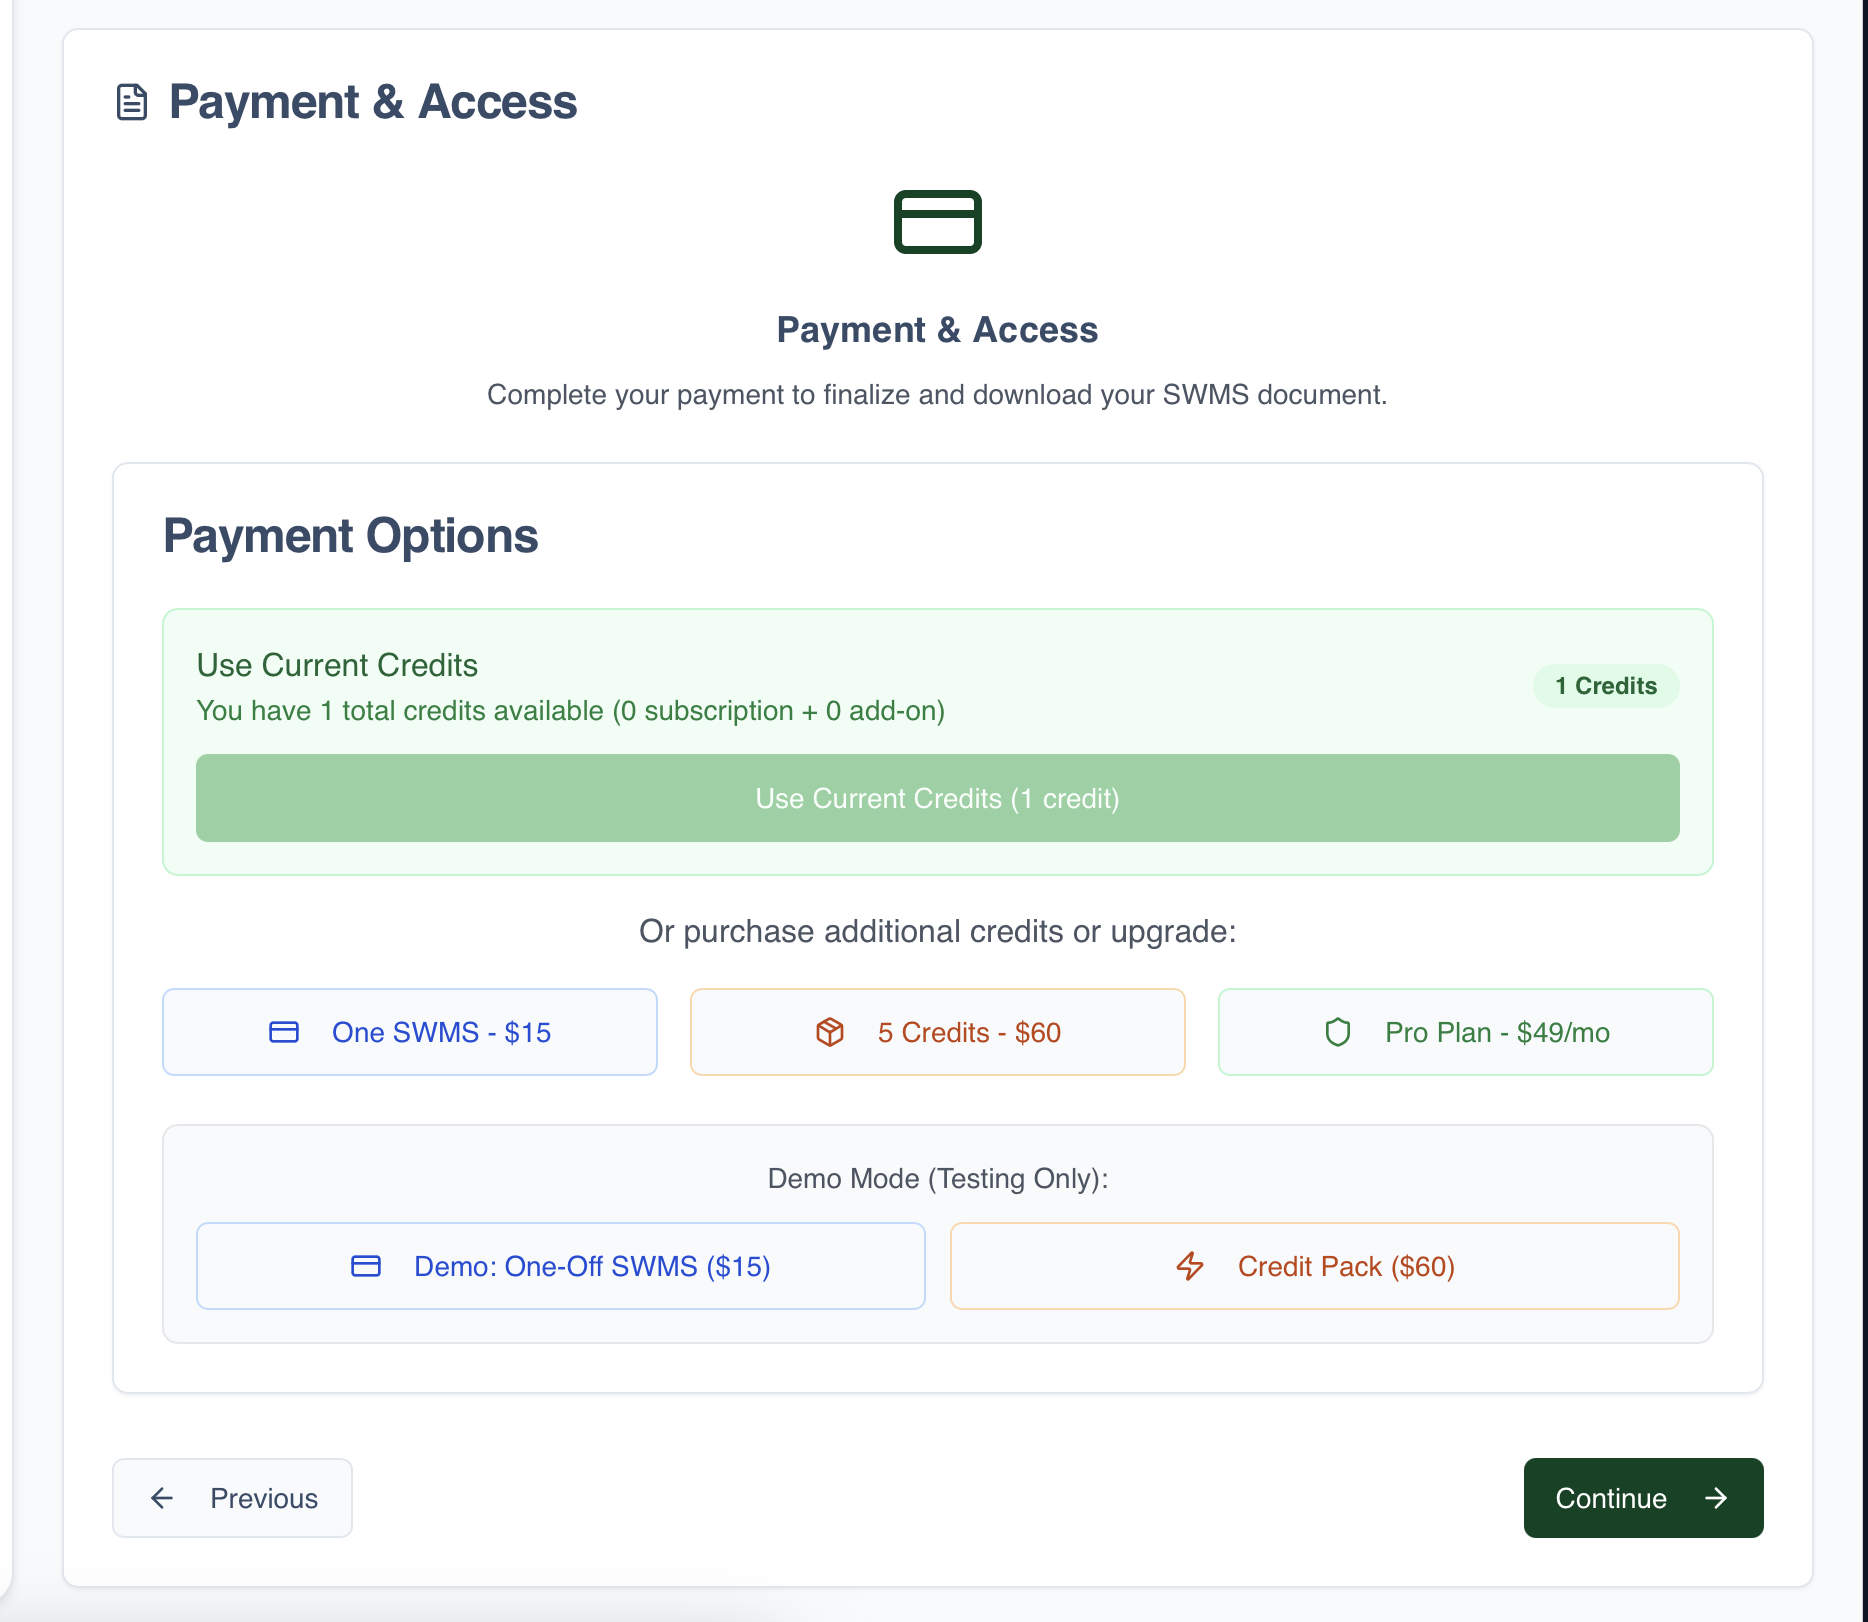 Payment & Access
Payment & Access
Complete your payment to finalize and download your SWMS document.
Payment Options
Use Current Credits
You have 1 total credits available (0 subscription + 0 add-on)
1 Credits
Use Current Credits (1 credit)
Or purchase additional credits or upgrade:
One SWMS - $15
5 Credits - $60
Pro Plan - $49/mo
Demo Mode (Testing Only):
Demo: One-Off SWMS ($15)
Credit Pack ($60)
Previous
Continue